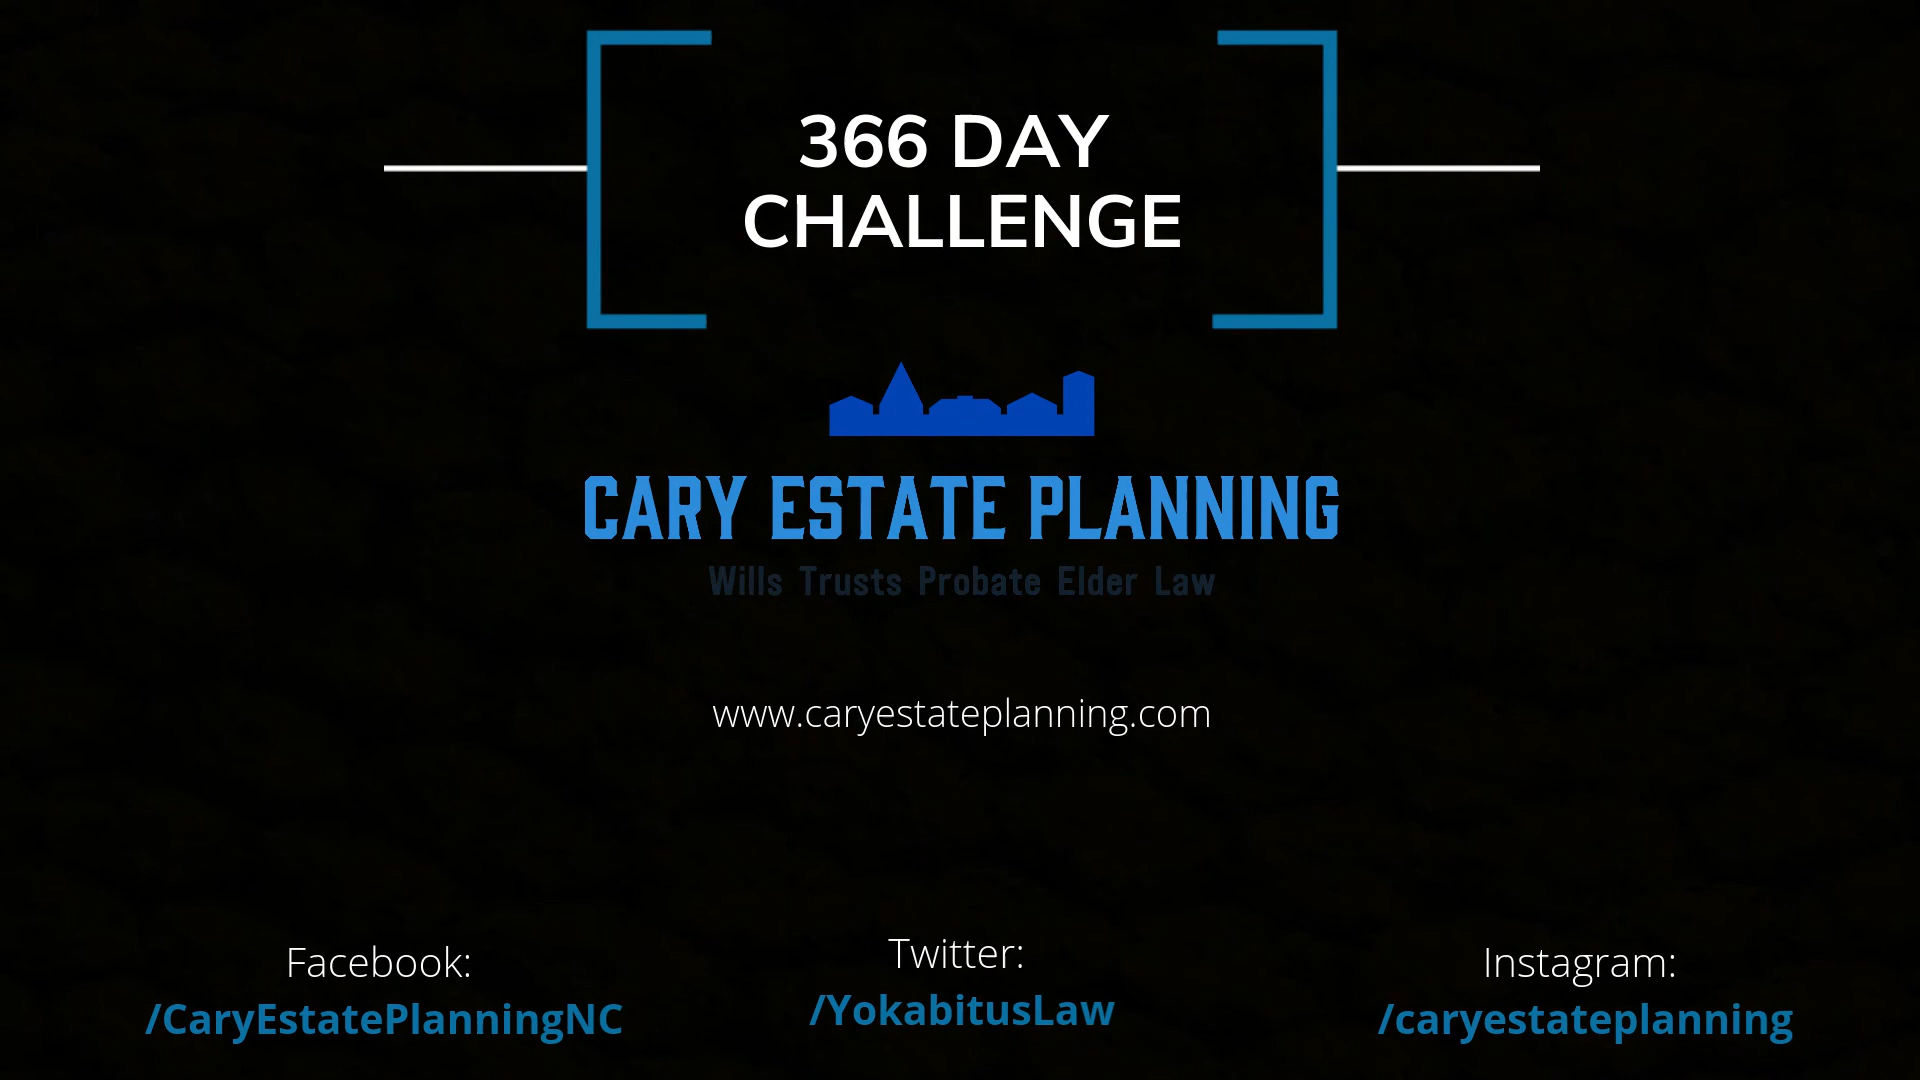 366 DAY
CHALLENGE
CARY ESTATE PLANNING
Wills Trusts Probate Elder Law
www.caryestateplanning.com
Facebook:
/CaryEstatePlanningNC
Twitter:
/YokabitusLaw
Instagram:
/caryestateplanning